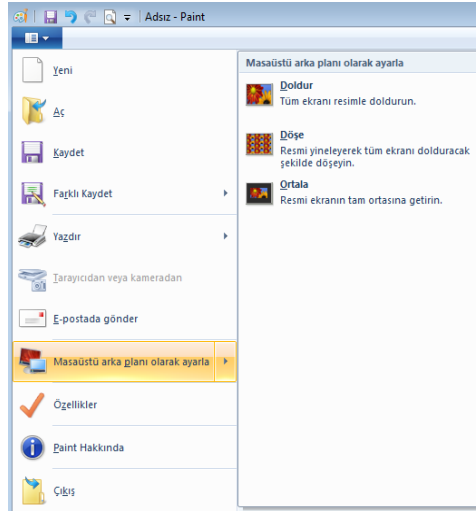 Adsız - Paint
Yeni
Aç
Kaydet
Farklı Kaydet
Yazdır
Tarayıcıdan veya kameradan
E-postada gönder
Masaüstü arka planı olarak ayarla
Özellikler
Paint Hakkında
Çıkış
Masaüstü arka planı olarak ayarla
Doldur
Tüm ekranı resimle doldurun.
Döşe
Resmi yineleyerek tüm ekranı dolduracak
şekilde döşeyin.
Ortala
Resmi ekranın tam ortasına getirin.